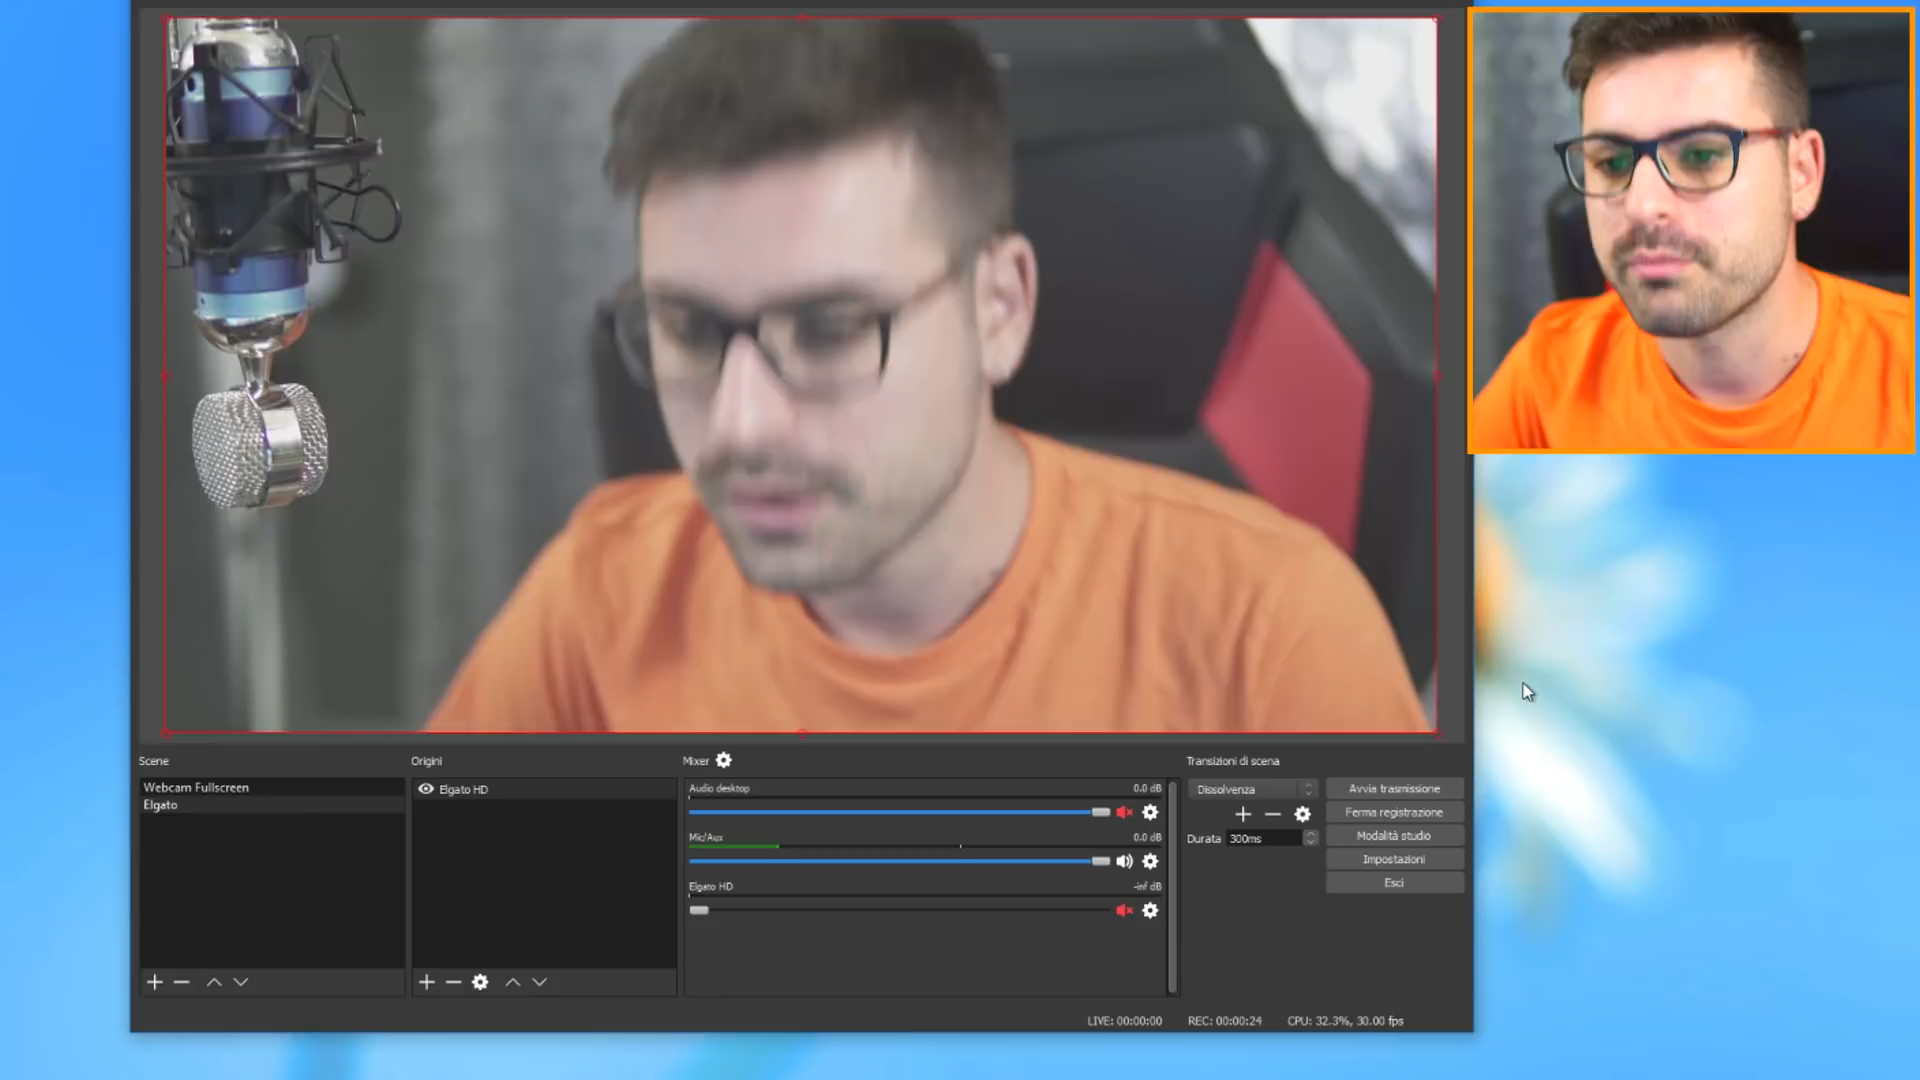 Scene
Webcam Fullscreen
Elgato
Origini
Elgato HD
Mixer
Audio desktop
0.0 dB
Mic/Aux
0.0 dB
Elgato HD
-inf dB
Transizioni di scena
Dissolvenza
Durata
300ms
Avvia trasmissione
Ferma registrazione
Modalità studio
Impostazioni
Esci
LIVE: 00:00:00
REC: 00:00:24
CPU: 32.3%, 30.00 fps